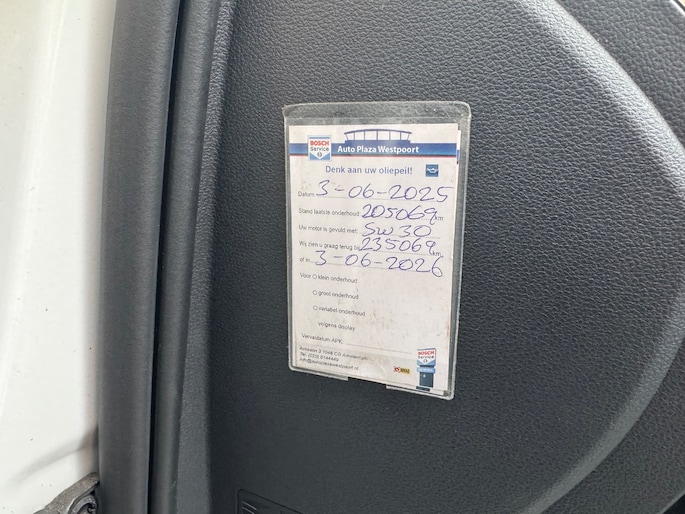 BOSCH
Service
Auto Plaza Westpoort
Denk aan uw oliepeil!
Datum: 3-06-2025
Stand laatste onderhoud: 205069 km
Uw motor is gevuld met: 5W30
Wij zien u graag terug bij: 235069 km
of in 3-06-2026
Voor O klein onderhoud
O groot onderhoud
O variabel onderhoud
volgens display
Vervaldatum APK:
BOSCH
Service